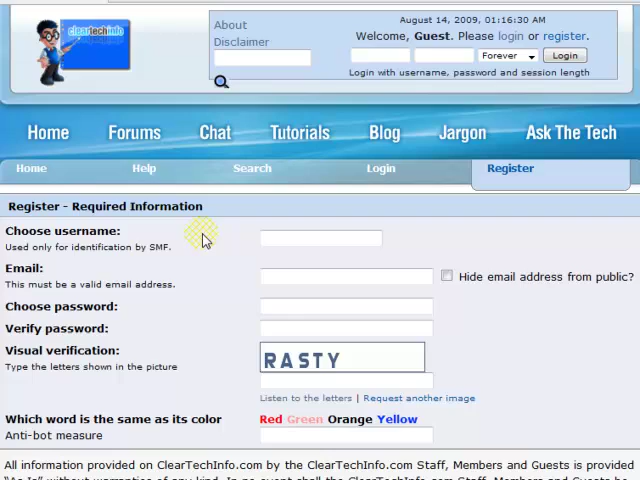 cleartechinfo
About
Disclaimer
August 14, 2009, 01:16:30 AM
Welcome, Guest. Please login or register.
Forever Login
Login with username, password and session length
Home Forums Chat Tutorials Blog Jargon Ask The Tech
Home Help Search Login Register
Register - Required Information
Choose username:
Used only for identification by SMF.
Email:
This must be a valid email address.
Hide email address from public?
Choose password:
Verify password:
Visual verification:
Type the letters shown in the picture
RASTY
Listen to the letters | Request another image
Which word is the same as its color
Anti-bot measure
Red Green Orange Yellow
All information provided on ClearTechInfo.com by the ClearTechInfo.com Staff, Members and Guests is provided